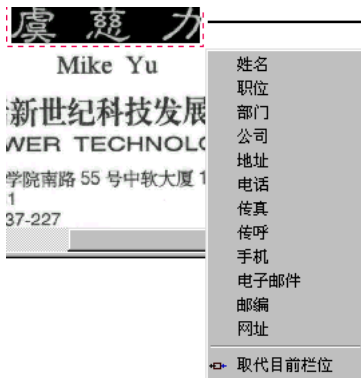 虞慈力
Mike Yu
新世纪科技发展
WER TECHNOLO
学院南路 55 号中软大厦 1
1
37-227
姓名
职位
部门
公司
地址
电话
传真
传呼
手机
电子邮件
邮编
网址
取代目前栏位